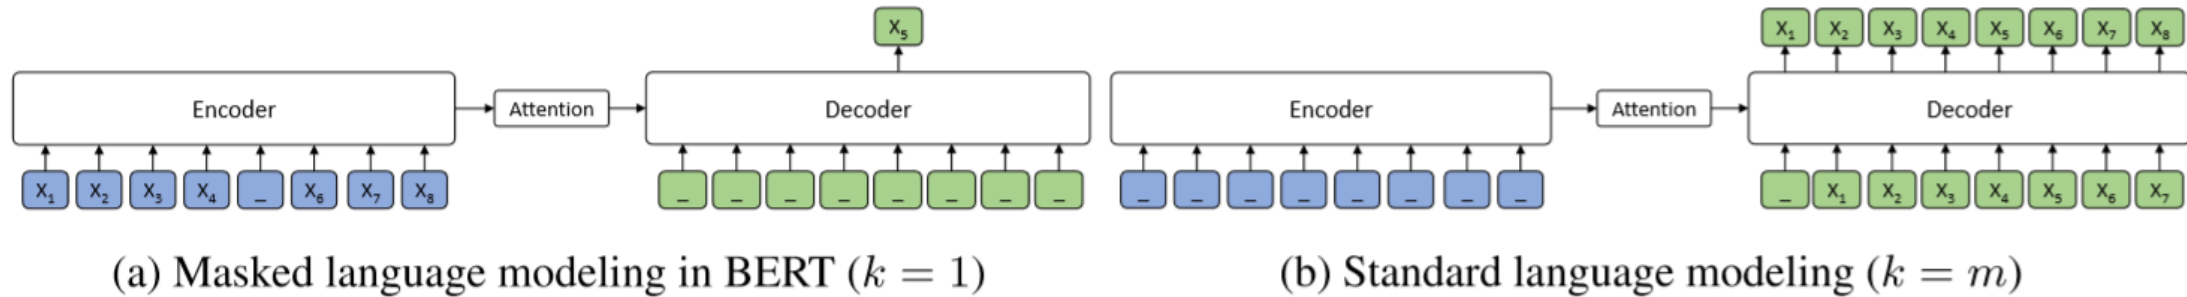 X₅ X₁ X₂ X₃ X₄ X₅ X₆ X₇ X₈
Encoder Attention Decoder Encoder Attention Decoder
X₁ X₂ X₃ X₄ _ X₆ X₇ X₈ _ _ _ _ _ _ _ _ _ _ _ _ _ _ _ _ _ X₁ X₂ X₃ X₄ X₅ X₆ X₇
(a) Masked language modeling in BERT (k = 1) (b) Standard language modeling (k = m)